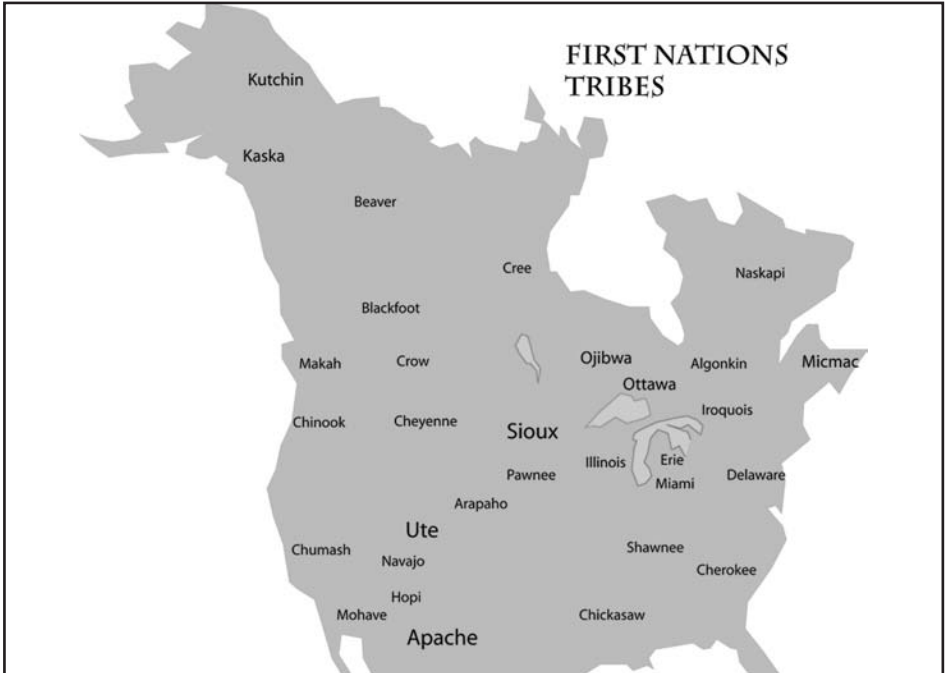 FIRST NATIONS
TRIBES
Kutchin
Kaska
Beaver
Cree
Naskapi
Blackfoot
Makah
Crow
Ojibwa
Algonkin
Micmac
Ottawa
Iroquois
Chinook
Cheyenne
Sioux
Illinois
Erie
Pawnee
Miami
Delaware
Arapaho
Ute
Chumash
Navajo
Shawnee
Cherokee
Hopi
Mohave
Chickasaw
Apache